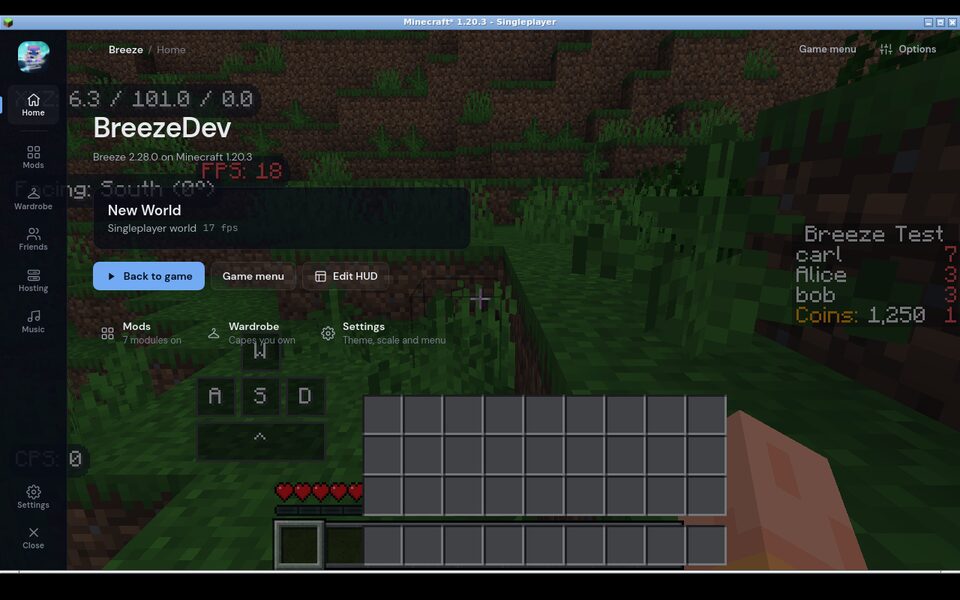 Minecraft* 1.20.3 - Singleplayer
Breeze / Home
Game menu
Options
6.3 / 101.0 / 0.0
Home
BreezeDev
Breeze 2.28.0 on Minecraft 1.20.3
FPS: 18
Mods
Facing: South (0°)
Wardrobe
New World
Singleplayer world 17 fps
Friends
Breeze Test
carl 7
Alice 3
bob 3
Coins: 1,250 1
Back to game
Game menu
Edit HUD
Hosting
Music
Mods
7 modules on
Wardrobe
Capes you own
Settings
Theme, scale and menu
W
A S D
^
CPS: 0
Settings
Close